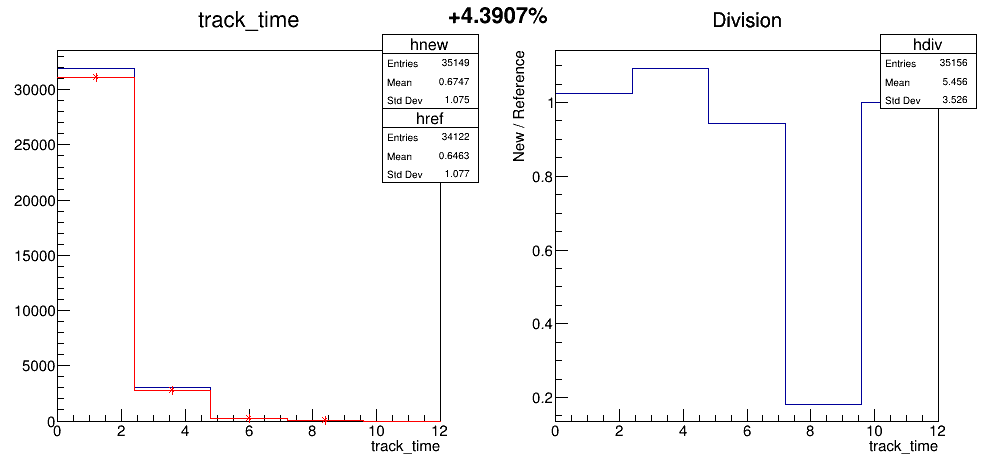 +4.3907%
track_time
hnew
Entries 35149
Mean 0.6747
Std Dev 1.075
href
Entries 34122
Mean 0.6463
Std Dev 1.077
30000
25000
20000
15000
10000
5000
0
0 2 4 6 8 10 12
track_time
Division
hdiv
Entries 35156
Mean 5.456
Std Dev 3.526
New / Reference
1
0.8
0.6
0.4
0.2
0 2 4 6 8 10 12
track_time